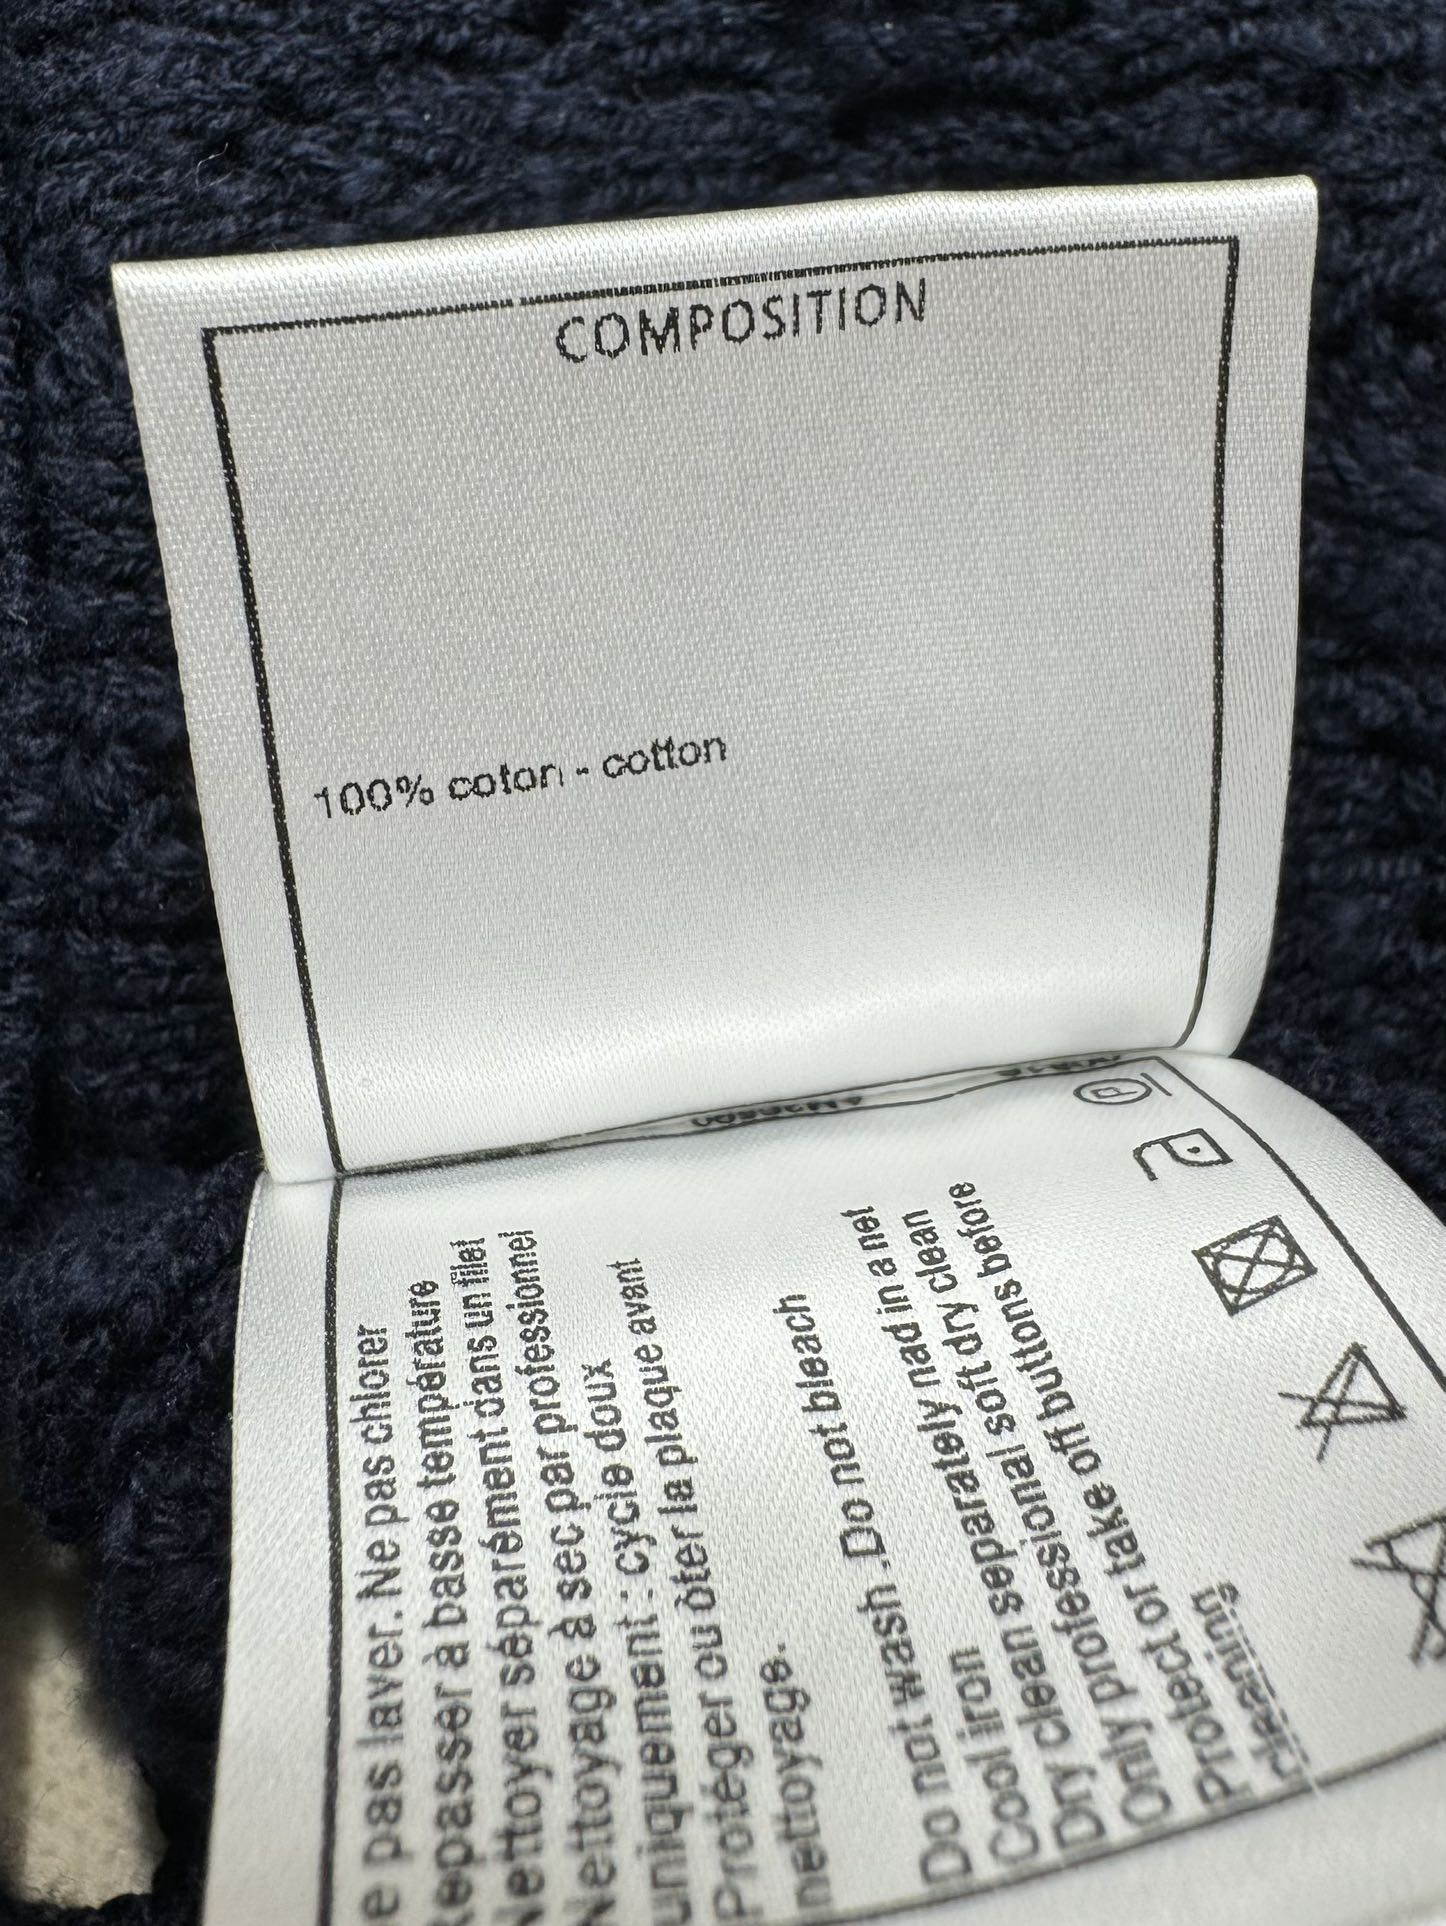 COMPOSITION
100% coton - cotton
e pas laver. Ne pas chlorer
Repasser à basse température
Nettoyer séparément dans un filet
Nettoyage à sec par professionnel
uniquement : cycle doux
Protéger ou ôter la plaque avant
nettoyage.
Do not wash . Do not bleach
Cool iron
Dry clean separately nad in a net
Only professional soft dry clean
Protect or take off buttons before
cleaning
P